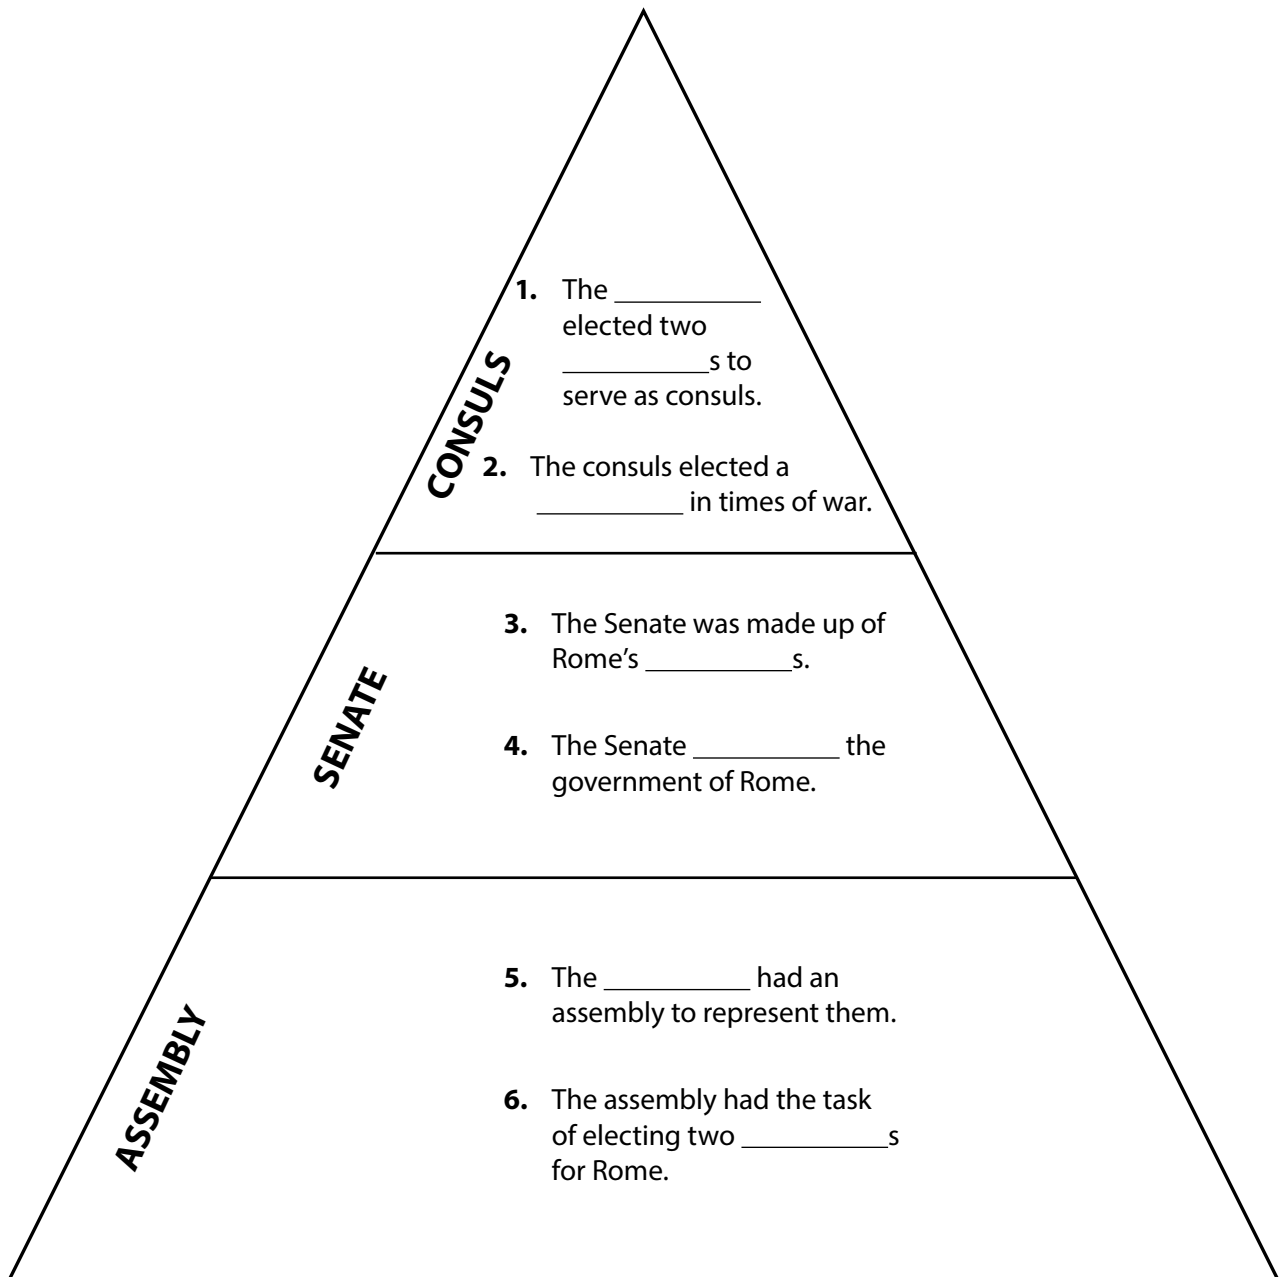 CONSULS
1. The __________
elected two
__________s to
serve as consuls.
2. The consuls elected a
__________ in times of war.
SENATE
3. The Senate was made up of
Rome’s __________s.
4. The Senate __________ the
government of Rome.
ASSEMBLY
5. The __________ had an
assembly to represent them.
6. The assembly had the task
of electing two __________s
for Rome.